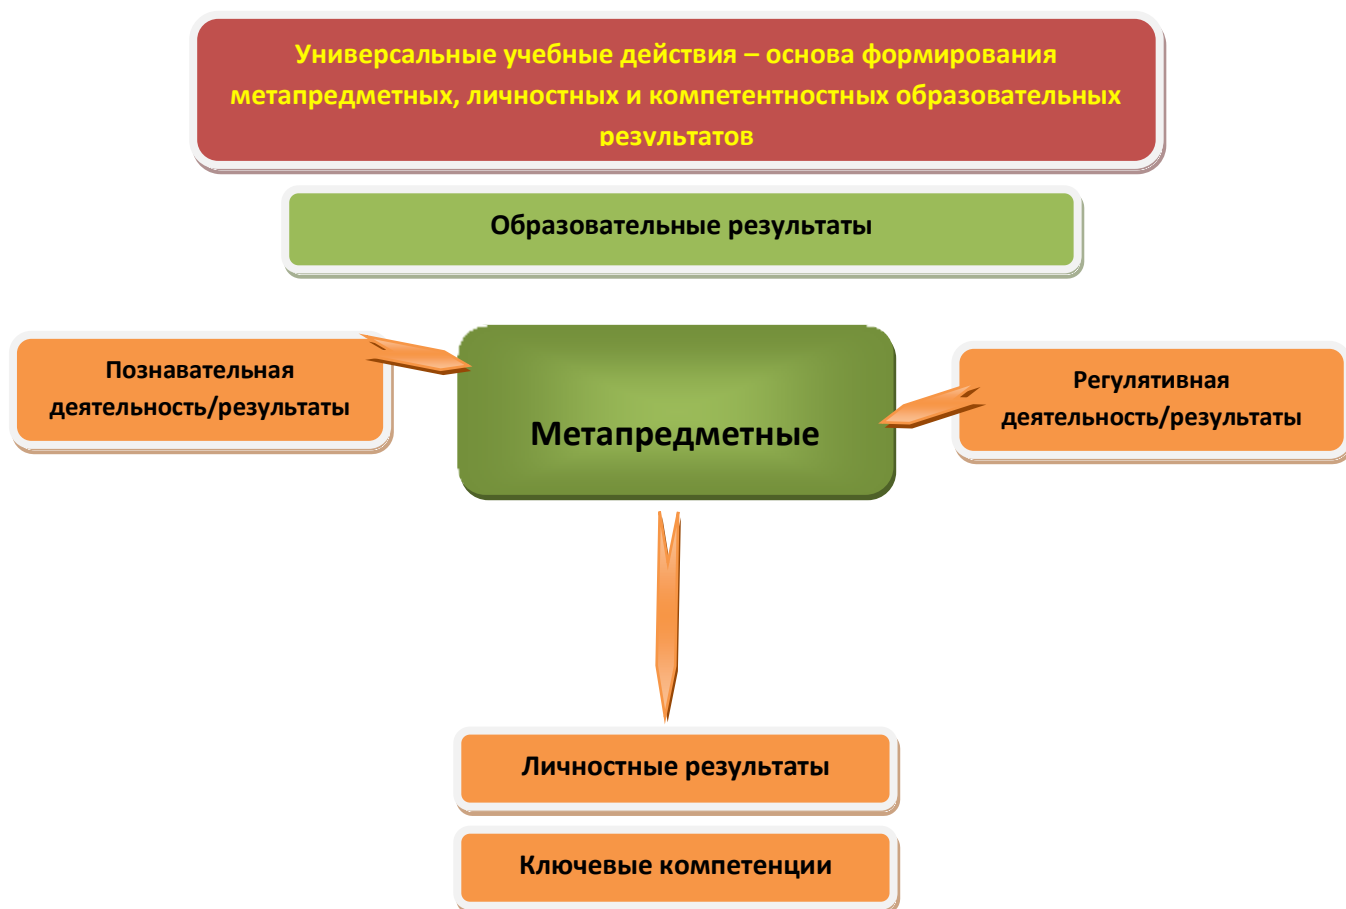 Универсальные учебные действия – основа формирования
метапредметных, личностных и компетентностных образовательных
результатов
Образовательные результаты
Познавательная
деятельность/результаты
Метапредметные
Регулятивная
деятельность/результаты
Личностные результаты
Ключевые компетенции